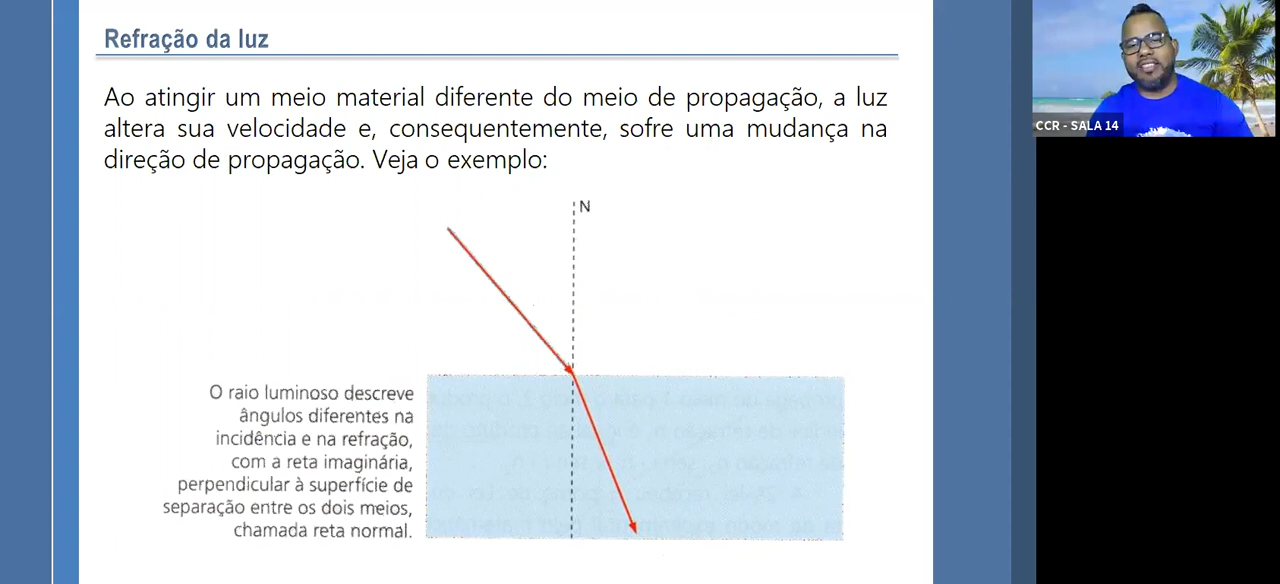 Refração da luz
Ao atingir um meio material diferente do meio de propagação, a luz
altera sua velocidade e, consequentemente, sofre uma mudança na
direção de propagação. Veja o exemplo:
N
O raio luminoso descreve
ângulos diferentes na
incidência e na refração,
com a reta imaginária,
perpendicular à superfície de
separação entre os dois meios,
chamada reta normal.
CCR - SALA 14